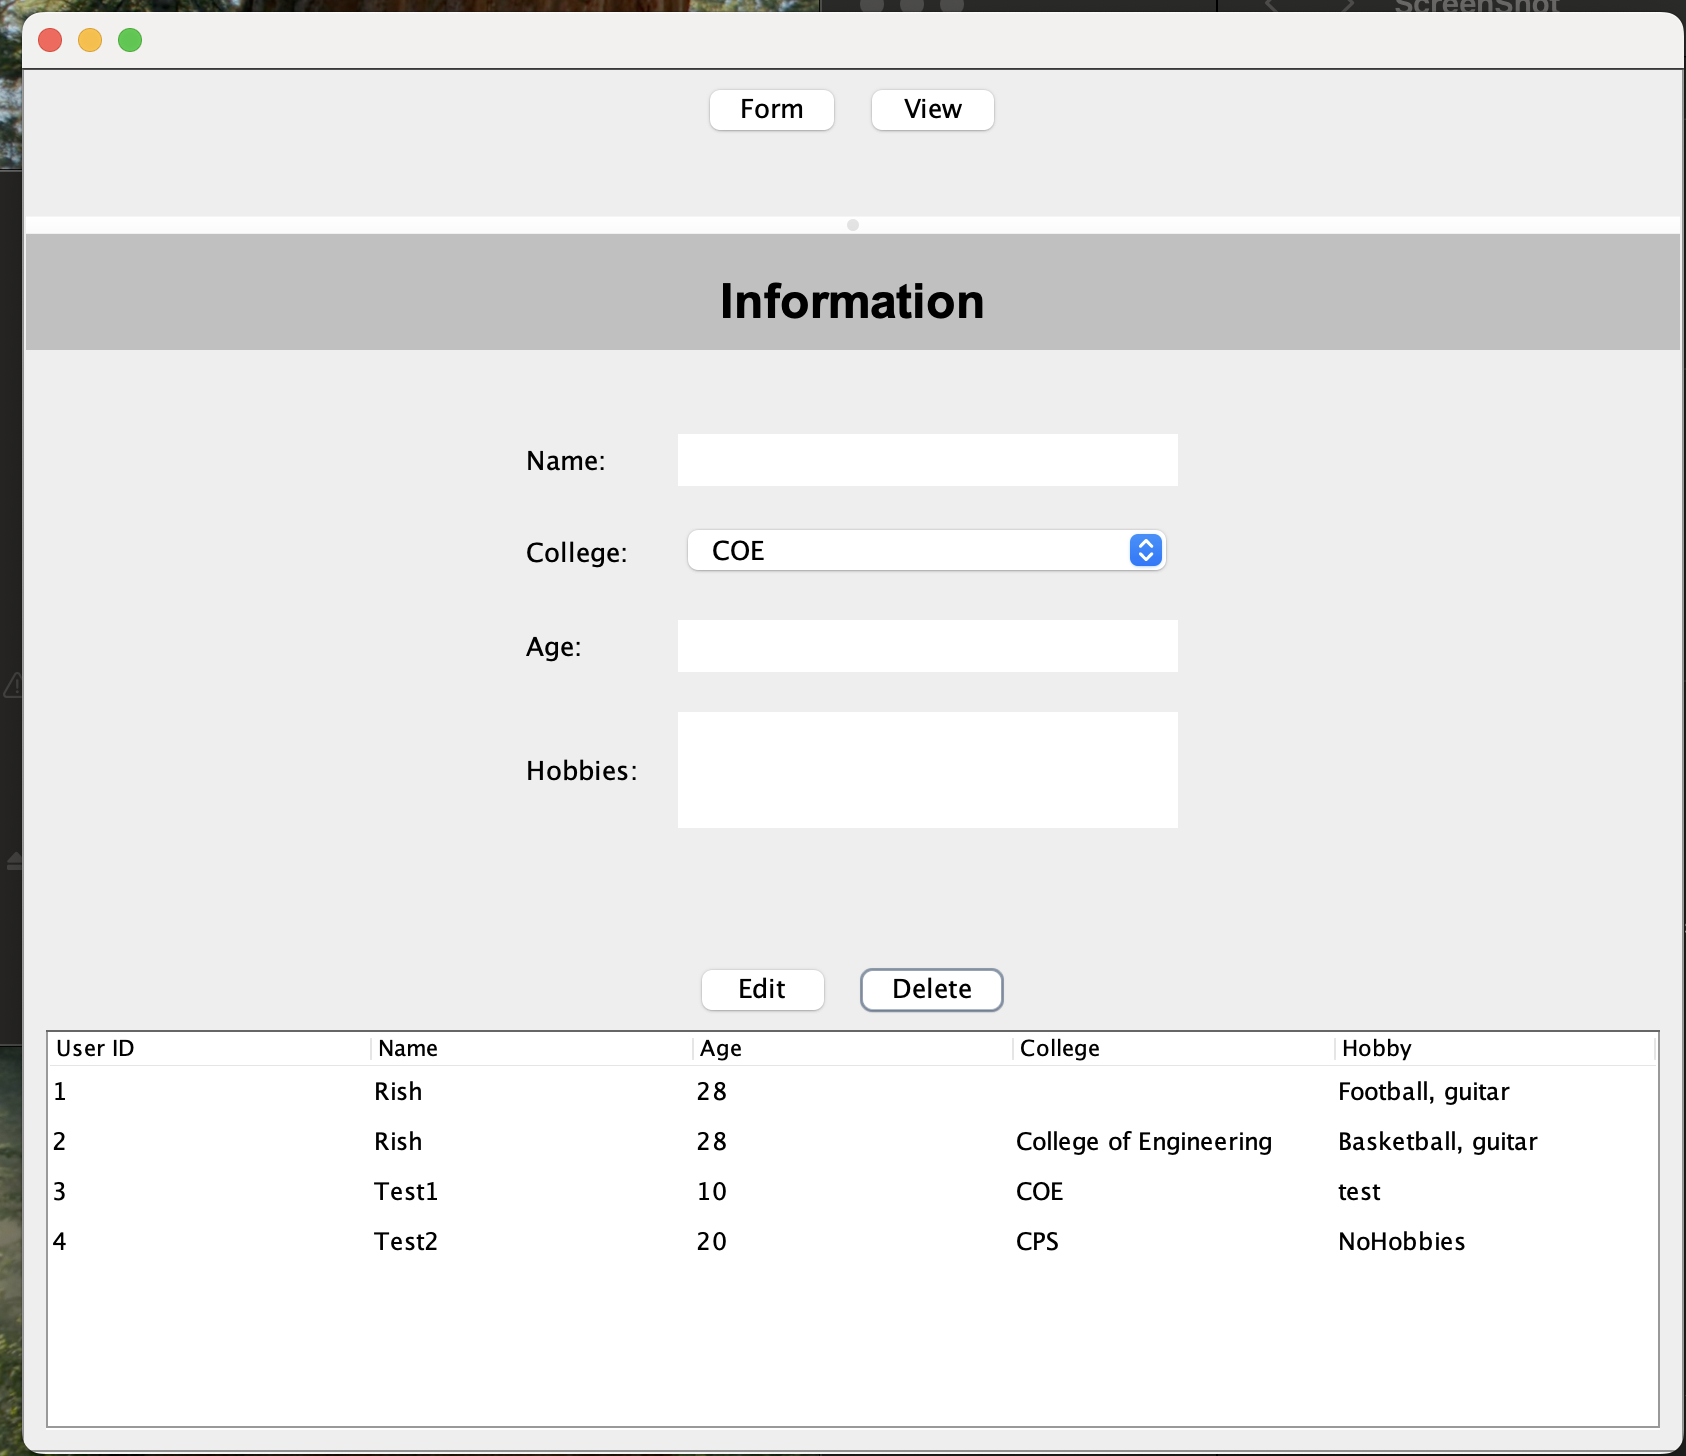 ScreenShot
Form View
Information
Name:
College: COE
Age:
Hobbies:
Edit Delete
User ID Name Age College Hobby
1 Rish 28 Football, guitar
2 Rish 28 College of Engineering Basketball, guitar
3 Test1 10 COE test
4 Test2 20 CPS NoHobbies